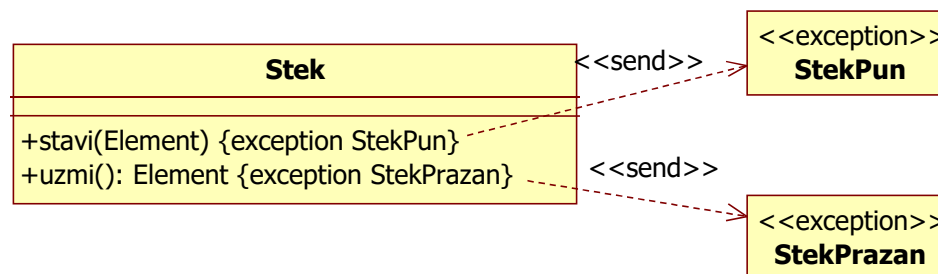 Stek
+stavi(Element) {exception StekPun}
+uzmi(): Element {exception StekPrazan}
<<send>>
<<exception>>
StekPun
<<send>>
<<exception>>
StekPrazan